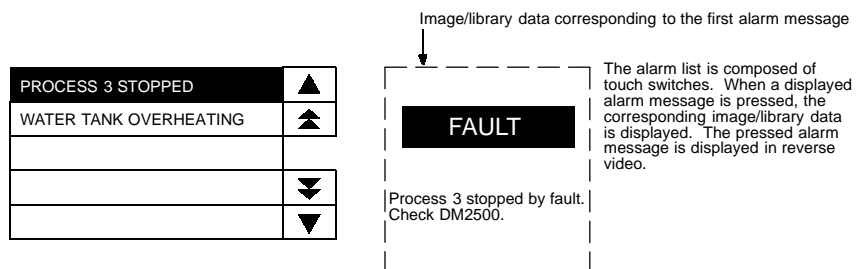 Image/library data corresponding to the first alarm message
PROCESS 3 STOPPED
WATER TANK OVERHEATING
FAULT
Process 3 stopped by fault.
Check DM2500.
The alarm list is composed of
touch switches. When a displayed
alarm message is pressed, the
corresponding image/library data
is displayed. The pressed alarm
message is displayed in reverse
video.